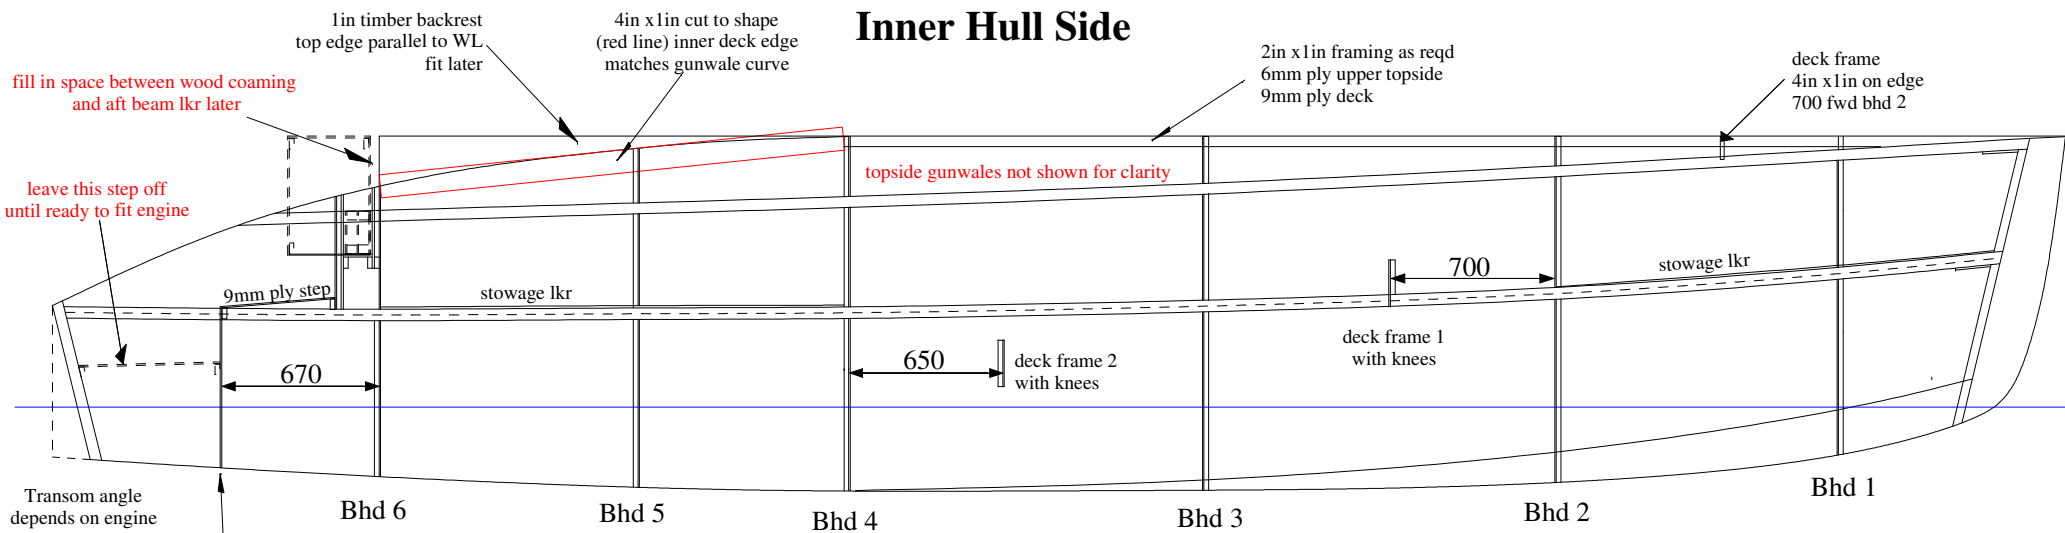 Inner Hull Side
1in timber backrest
top edge parallel to WL
fit later
4in x1in cut to shape
(red line) inner deck edge
matches gunwale curve
2in x1in framing as reqd
6mm ply upper topside
9mm ply deck
deck frame
4in x1in on edge
700 fwd bhd 2
fill in space between wood coaming
and aft beam lkr later
leave this step off
until ready to fit engine
topside gunwales not shown for clarity
9mm ply step
stowage lkr
700
stowage lkr
670
650
deck frame 2
with knees
deck frame 1
with knees
Transom angle
depends on engine
Bhd 6
Bhd 5
Bhd 4
Bhd 3
Bhd 2
Bhd 1